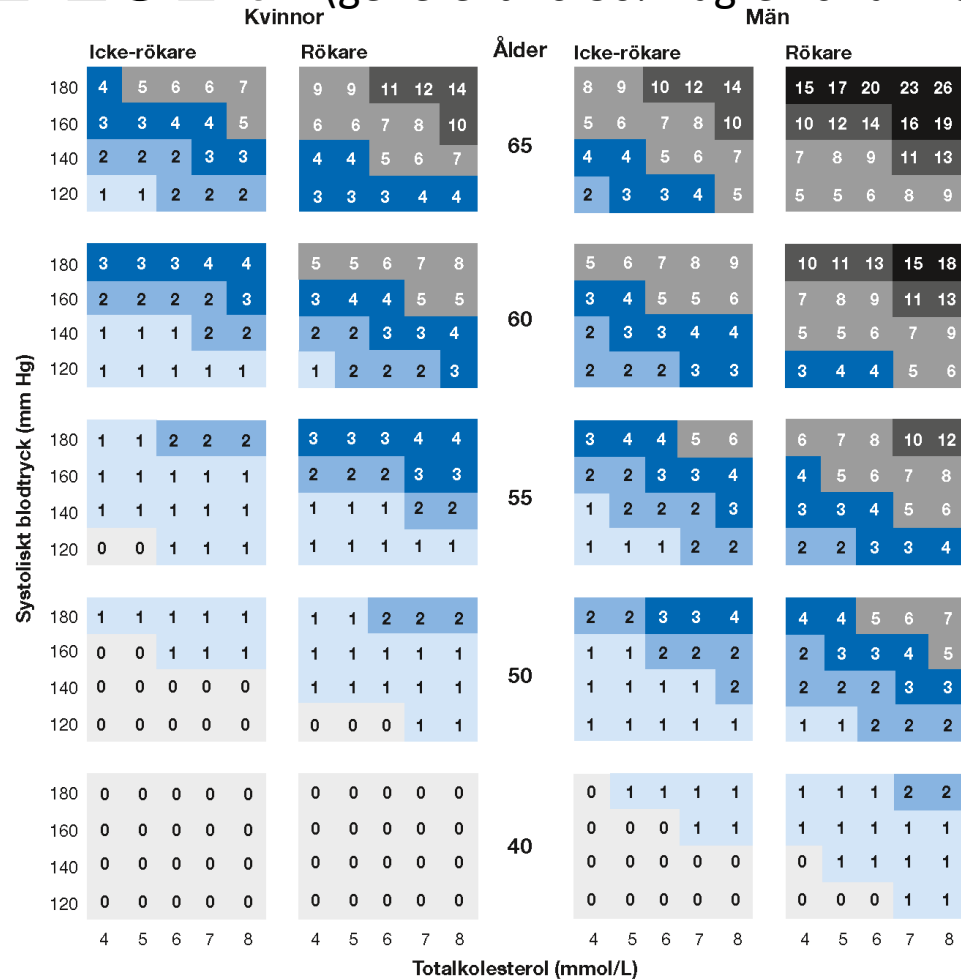 Kvinnor Män
Icke-rökare Rökare Ålder Icke-rökare Rökare
180 4 5 6 6 7 9 9 11 12 14 8 9 10 12 14 15 17 20 23 26
160 3 3 4 4 5 6 6 7 8 10 5 6 7 8 10 10 12 14 16 19
65
140 2 2 2 3 3 4 4 5 6 7 4 4 5 6 7 7 8 9 11 13
120 1 1 2 2 2 3 3 3 4 4 2 3 3 4 5 5 5 6 8 9
180 3 3 3 4 4 5 5 6 7 8 5 6 7 8 9 10 11 13 15 18
160 2 2 2 2 3 3 4 4 5 5 3 4 5 5 6 7 8 9 11 13
60
140 1 1 1 2 2 2 2 3 3 4 2 3 3 4 4 5 5 6 7 9
120 1 1 1 1 1 1 2 2 2 3 2 2 2 3 3 3 4 4 5 6
180 1 1 2 2 2 3 3 3 4 4 3 4 4 5 6 6 7 8 10 12
160 1 1 1 1 1 2 2 2 3 3 2 2 3 3 4 4 5 6 7 8
55
140 1 1 1 1 1 1 1 1 2 2 1 2 2 2 3 3 3 4 5 6
120 0 0 1 1 1 1 1 1 1 1 1 1 1 2 2 2 2 3 3 4
180 1 1 1 1 1 1 1 2 2 2 2 2 3 3 4 4 4 5 6 7
160 0 0 1 1 1 1 1 1 1 1 1 1 2 2 2 2 3 3 4 5
50
140 0 0 0 0 0 1 1 1 1 1 1 1 1 1 2 2 2 2 3 3
120 0 0 0 0 0 0 0 0 1 1 1 1 1 1 1 1 1 2 2 2
180 0 0 0 0 0 0 0 0 0 0 0 1 1 1 1 1 1 1 2 2
160 0 0 0 0 0 0 0 0 0 0 0 0 0 1 1 1 1 1 1 1
40
140 0 0 0 0 0 0 0 0 0 0 0 0 0 0 0 0 1 1 1 1
120 0 0 0 0 0 0 0 0 0 0 0 0 0 0 0 0 0 0 1 1
4 5 6 7 8 4 5 6 7 8 4 5 6 7 8 4 5 6 7 8
Totalkolesterol (mmol/L)
Systoliskt blodtryck (mm Hg)